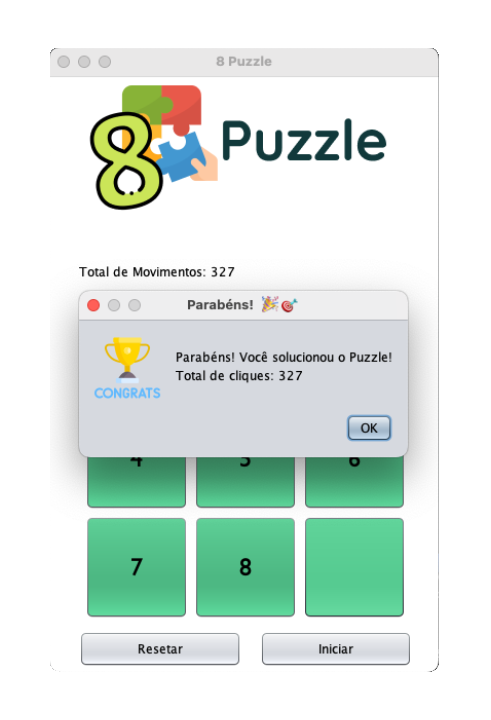 8 Puzzle
8 Puzzle
Total de Movimentos: 327
Parabéns! 🎉🎯
Parabéns! Você solucionou o Puzzle!
Total de cliques: 327
CONGRATS
OK
4 5 6
7 8
Resetar Iniciar